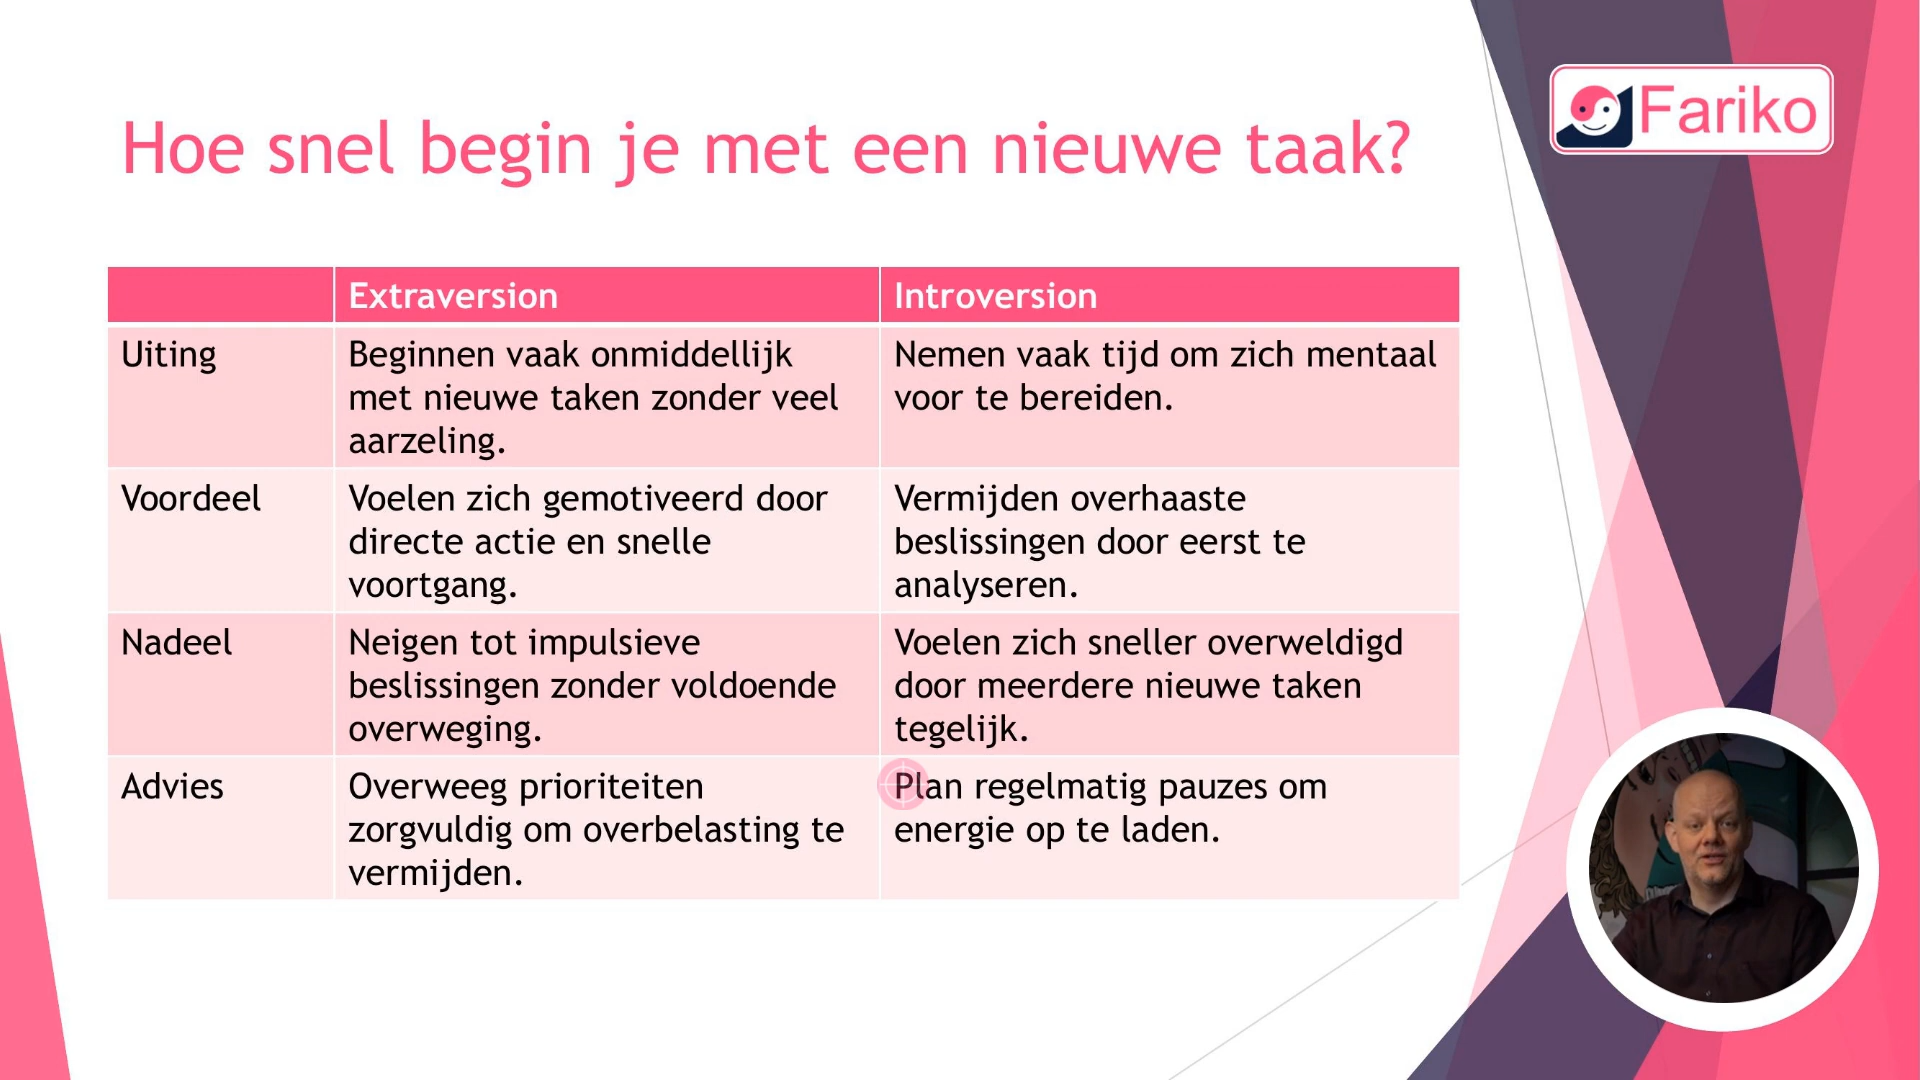 Fariko
Hoe snel begin je met een nieuwe taak?
Extraversion
Introversion
Uiting
Beginnen vaak onmiddellijk
met nieuwe taken zonder veel
aarzeling.
Nemen vaak tijd om zich mentaal
voor te bereiden.
Voordeel
Voelen zich gemotiveerd door
directe actie en snelle
voortgang.
Vermijden overhaaste
beslissingen door eerst te
analyseren.
Nadeel
Neigen tot impulsieve
beslissingen zonder voldoende
overweging.
Voelen zich sneller overweldigd
door meerdere nieuwe taken
tegelijk.
Advies
Overweeg prioriteiten
zorgvuldig om overbelasting te
vermijden.
Plan regelmatig pauzes om
energie op te laden.